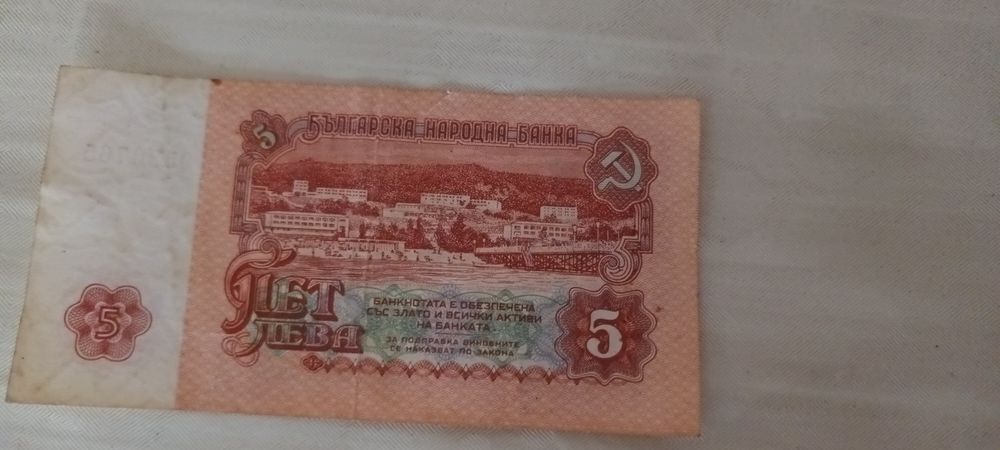 5
БЪЛГАРСКА НАРОДНА БАНКА
ПЕТ
ЛЕВА
БАНКНОТАТА Е ОБЕЗПЕЧЕНА
СЪС ЗЛАТО И ВСИЧКИ АКТИВИ
НА БАНКАТА
ЗА ПОДПРАВКА ВИНОВНИТЕ
СЕ НАКАЗВАТ ПО ЗАКОНА
5
5